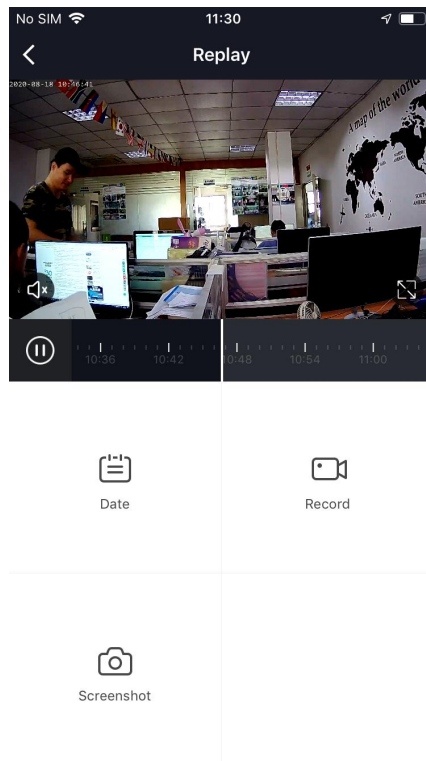 No SIM
11:30
Replay
2020-08-18 10:46:41
A map of the world
10:36
10:42
10:48
10:54
11:00
Date
Record
Screenshot